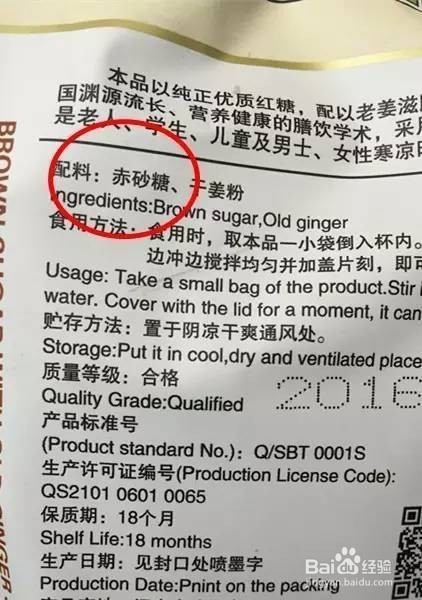 本品以纯正优质红糖,配以老姜滋
国渊源流长、营养健康的膳饮学术,采
是老人、学生、儿童及男士、女性寒凉
配料:赤砂糖、干姜粉
Ingredients:Brown sugar,Old ginger
食用方法:食用时,取本品一小袋倒入杯内。
边冲边搅拌均匀并加盖片刻,即可
Usage: Take a small bag of the product.Stir
water. Cover with the lid for a moment, it can
贮存方法:置于阴凉干爽通风处。
Storage:Put it in cool,dry and ventilated place
质量等级:合格
Quality Grade:Qualified
2016
产品标准号
(Product standard No.): Q/SBT 0001S
生产许可证编号(Production License Code):
QS2101 0601 0065
保质期:18个月
Shelf Life:18 months
生产日期:见封口处喷墨字
Production Date:Print on the packing
BROWN SUGAR WITH OLD GINGER
Bai度经验
jingyan.baidu.com